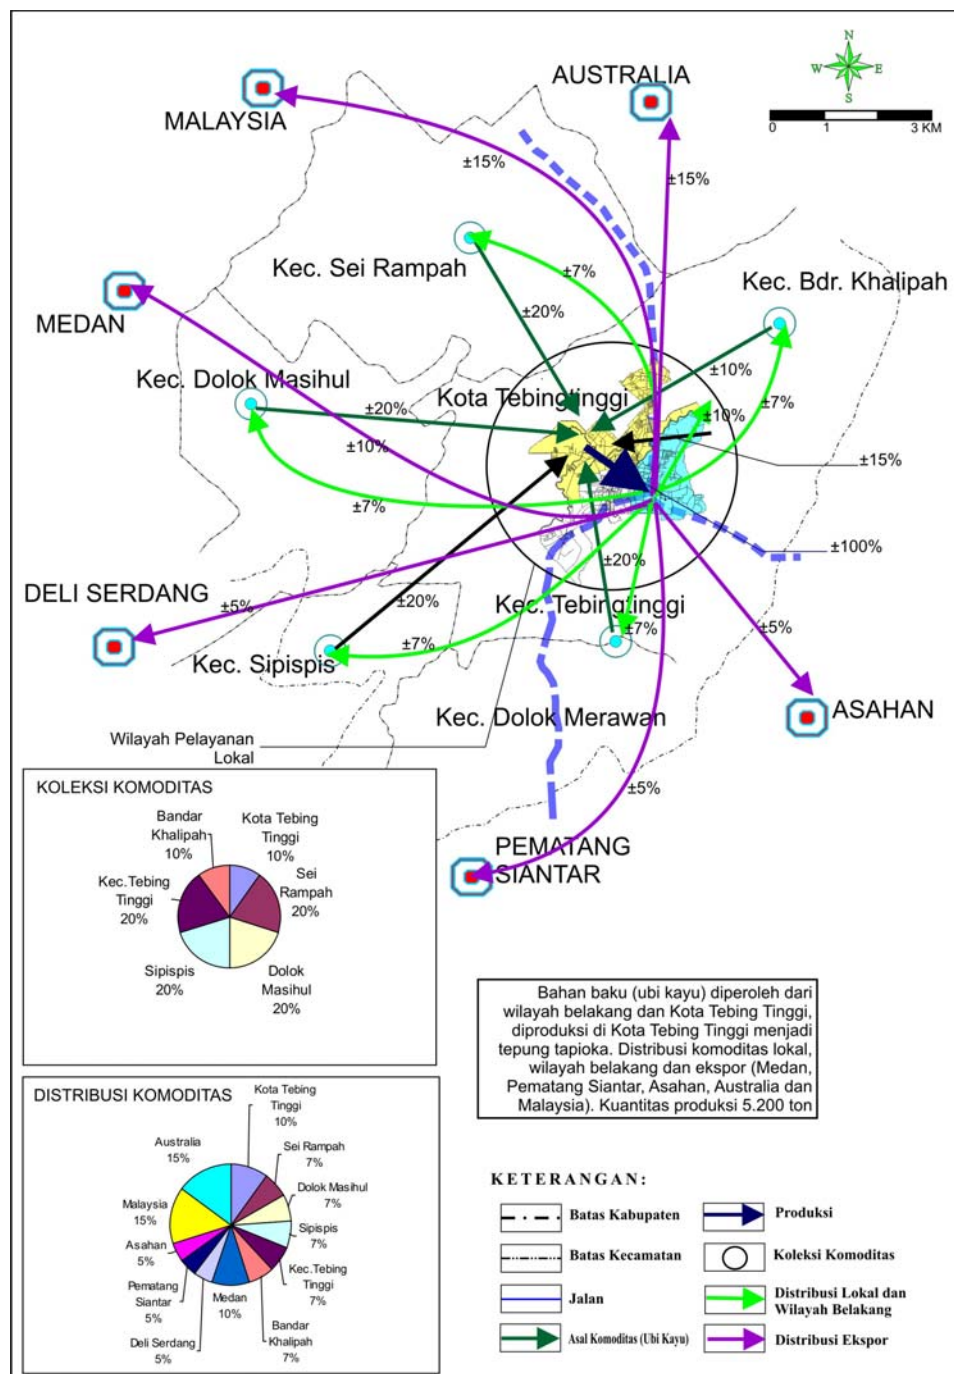 AUSTRALIA
MALAYSIA
N
W
E
S
0
1
3 KM
±15%
±15%
Kec. Sei Rampah
±7%
±20%
Kec. Bdr. Khalipah
MEDAN
Kec. Dolok Masihul
Kota Tebingtinggi
±10%
±7%
±10%
±20%
±10%
±15%
±7%
±100%
DELI SERDANG
±5%
±20%
±20%
Kec. Tebingtinggi
±7%
±7%
±5%
Kec. Sipispis
ASAHAN
Kec. Dolok Merawan
Wilayah Pelayanan
Lokal
±5%
PEMATANG
SIANTAR
KOLEKSI KOMODITAS
Bandar
Khalipah
10%
Kota Tebing
Tinggi
10%
Sei
Rampah
20%
Kec.Tebing
Tinggi
20%
Sipispis
20%
Dolok
Masihul
20%
Bahan baku (ubi kayu) diperoleh dari
wilayah belakang dan Kota Tebing Tinggi,
diproduksi di Kota Tebing Tinggi menjadi
tepung tapioka. Distribusi komoditas lokal,
wilayah belakang dan ekspor (Medan,
Pematang Siantar, Asahan, Australia dan
Malaysia). Kuantitas produksi 5.200 ton
DISTRIBUSI KOMODITAS
Kota Tebing
Tinggi
10%
Australia
15%
Sei Rampah
7%
Dolok Masihul
7%
Malaysia
15%
Sipispis
7%
Asahan
5%
Kec.Tebing
Tinggi
7%
Pematang
Siantar
5%
Medan
10%
Deli Serdang
5%
Bandar
Khalipah
7%
KETERANGAN:
Batas Kabupaten
Batas Kecamatan
Jalan
Asal Komoditas (Ubi Kayu)
Produksi
Koleksi Komoditas
Distribusi Lokal dan
Wilayah Belakang
Distribusi Ekspor